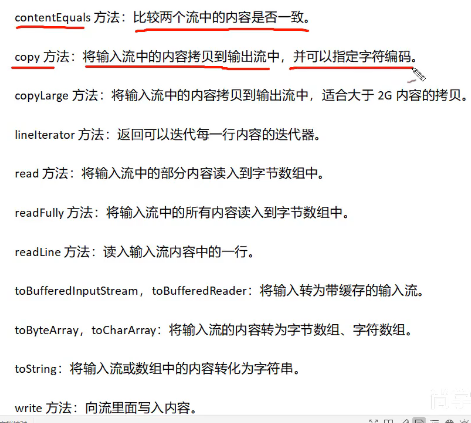 contentEquals 方法：比较两个流中的内容是否一致。
copy 方法：将输入流中的内容拷贝到输出流中，并可以指定字符编码。
copyLarge 方法：将输入流中的内容拷贝到输出流中，适合大于 2G 内容的拷贝。
lineIterator 方法：返回可以迭代每一行内容的迭代器。
read 方法：将输入流中的部分内容读入到字节数组中。
readFully 方法：将输入流中的所有内容读入到字节数组中。
readLine 方法：读入输入流内容中的一行。
toBufferedInputStream，toBufferedReader：将输入转为带缓存的输入流。
toByteArray，toCharArray：将输入流的内容转为字节数组、字符数组。
toString：将输入流或数组中的内容转化为字符串。
write 方法：向流里面写入内容。